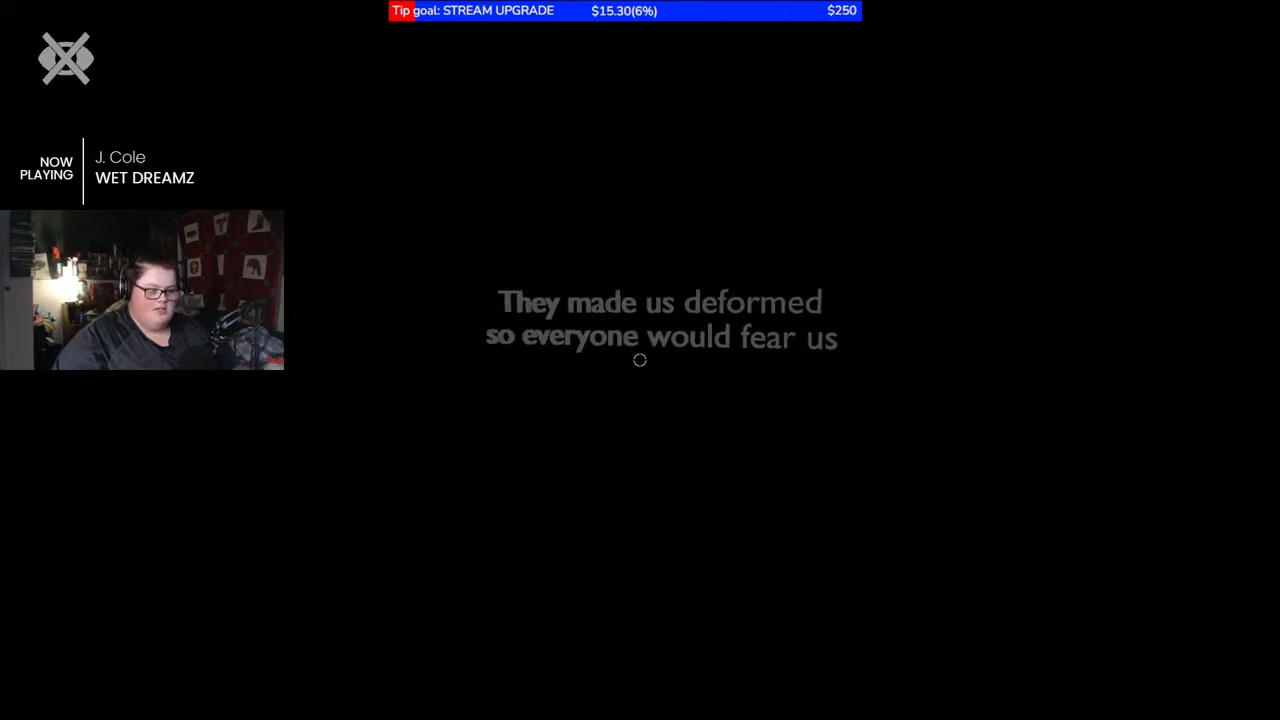 Tip goal: STREAM UPGRADE $15.30(6%) $250
NOW PLAYING
J. Cole
WET DREAMZ
They made us deformed
so everyone would fear us